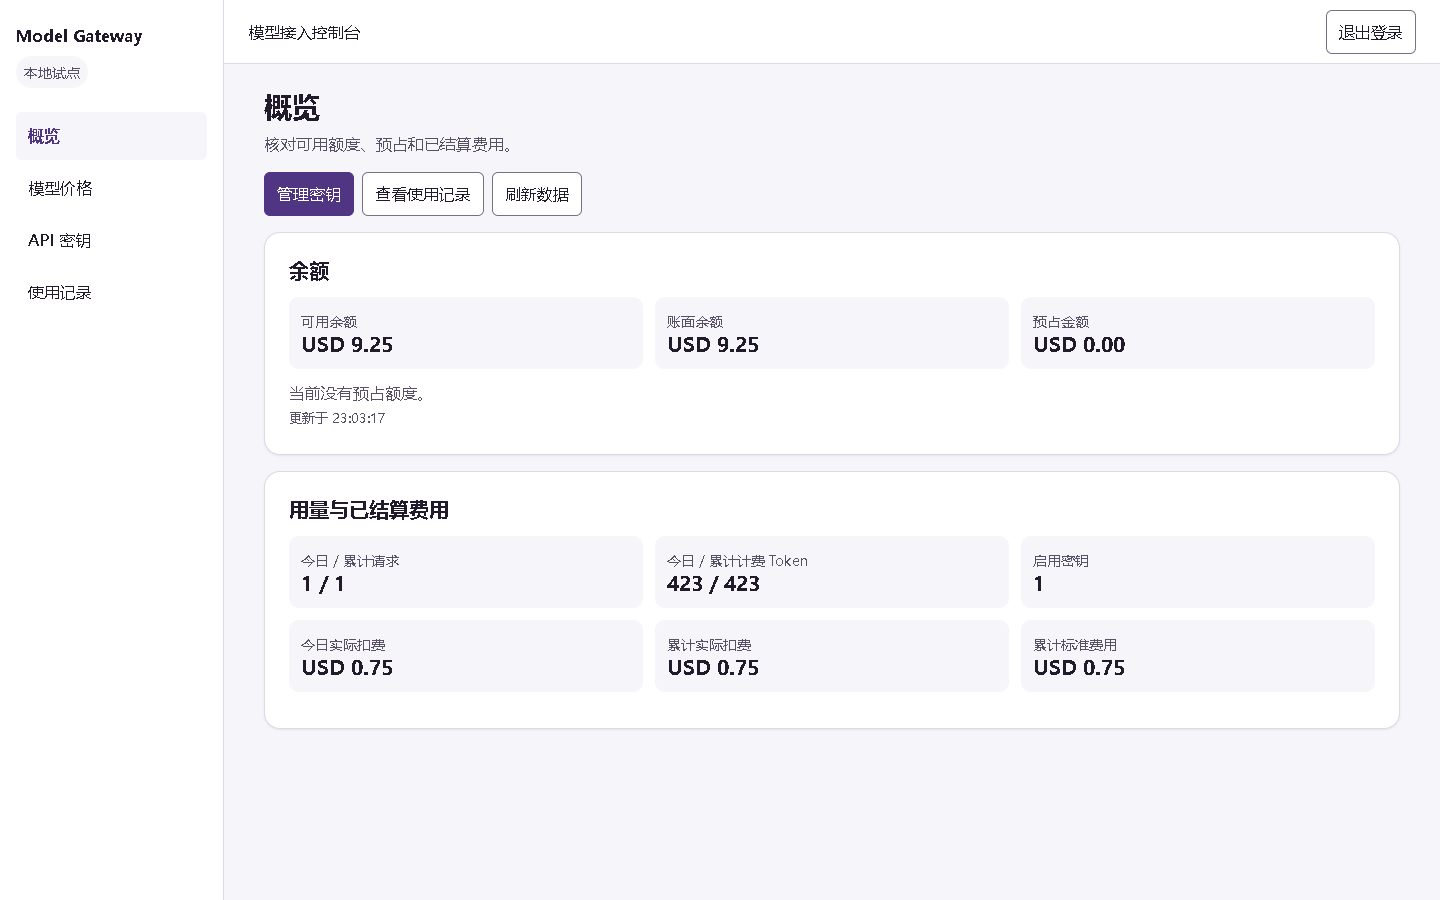 Model Gateway
本地试点
概览
模型价格
API 密钥
使用记录
模型接入控制台
退出登录
概览
核对可用额度、预占和已结算费用。
管理密钥
查看使用记录
刷新数据
余额
可用余额
USD 9.25
账面余额
USD 9.25
预占金额
USD 0.00
当前没有预占额度。
更新于 23:03:17
用量与已结算费用
今日 / 累计请求
1 / 1
今日 / 累计计费 Token
423 / 423
启用密钥
1
今日实际扣费
USD 0.75
累计实际扣费
USD 0.75
累计标准费用
USD 0.75